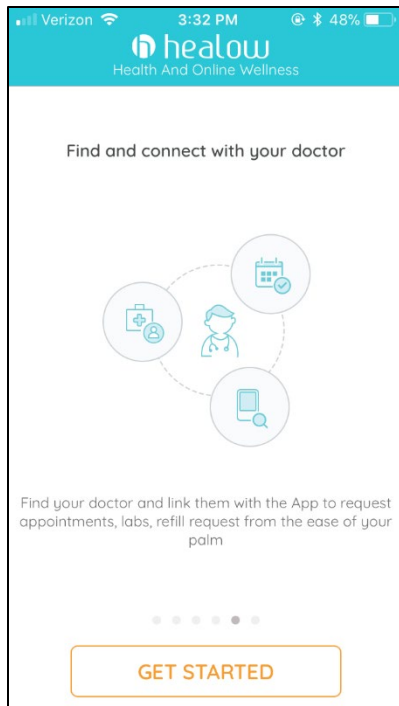 Verizon 3:32 PM 48%
healow
Health And Online Wellness
Find and connect with your doctor
Find your doctor and link them with the App to request
appointments, labs, refill request from the ease of your
palm
GET STARTED